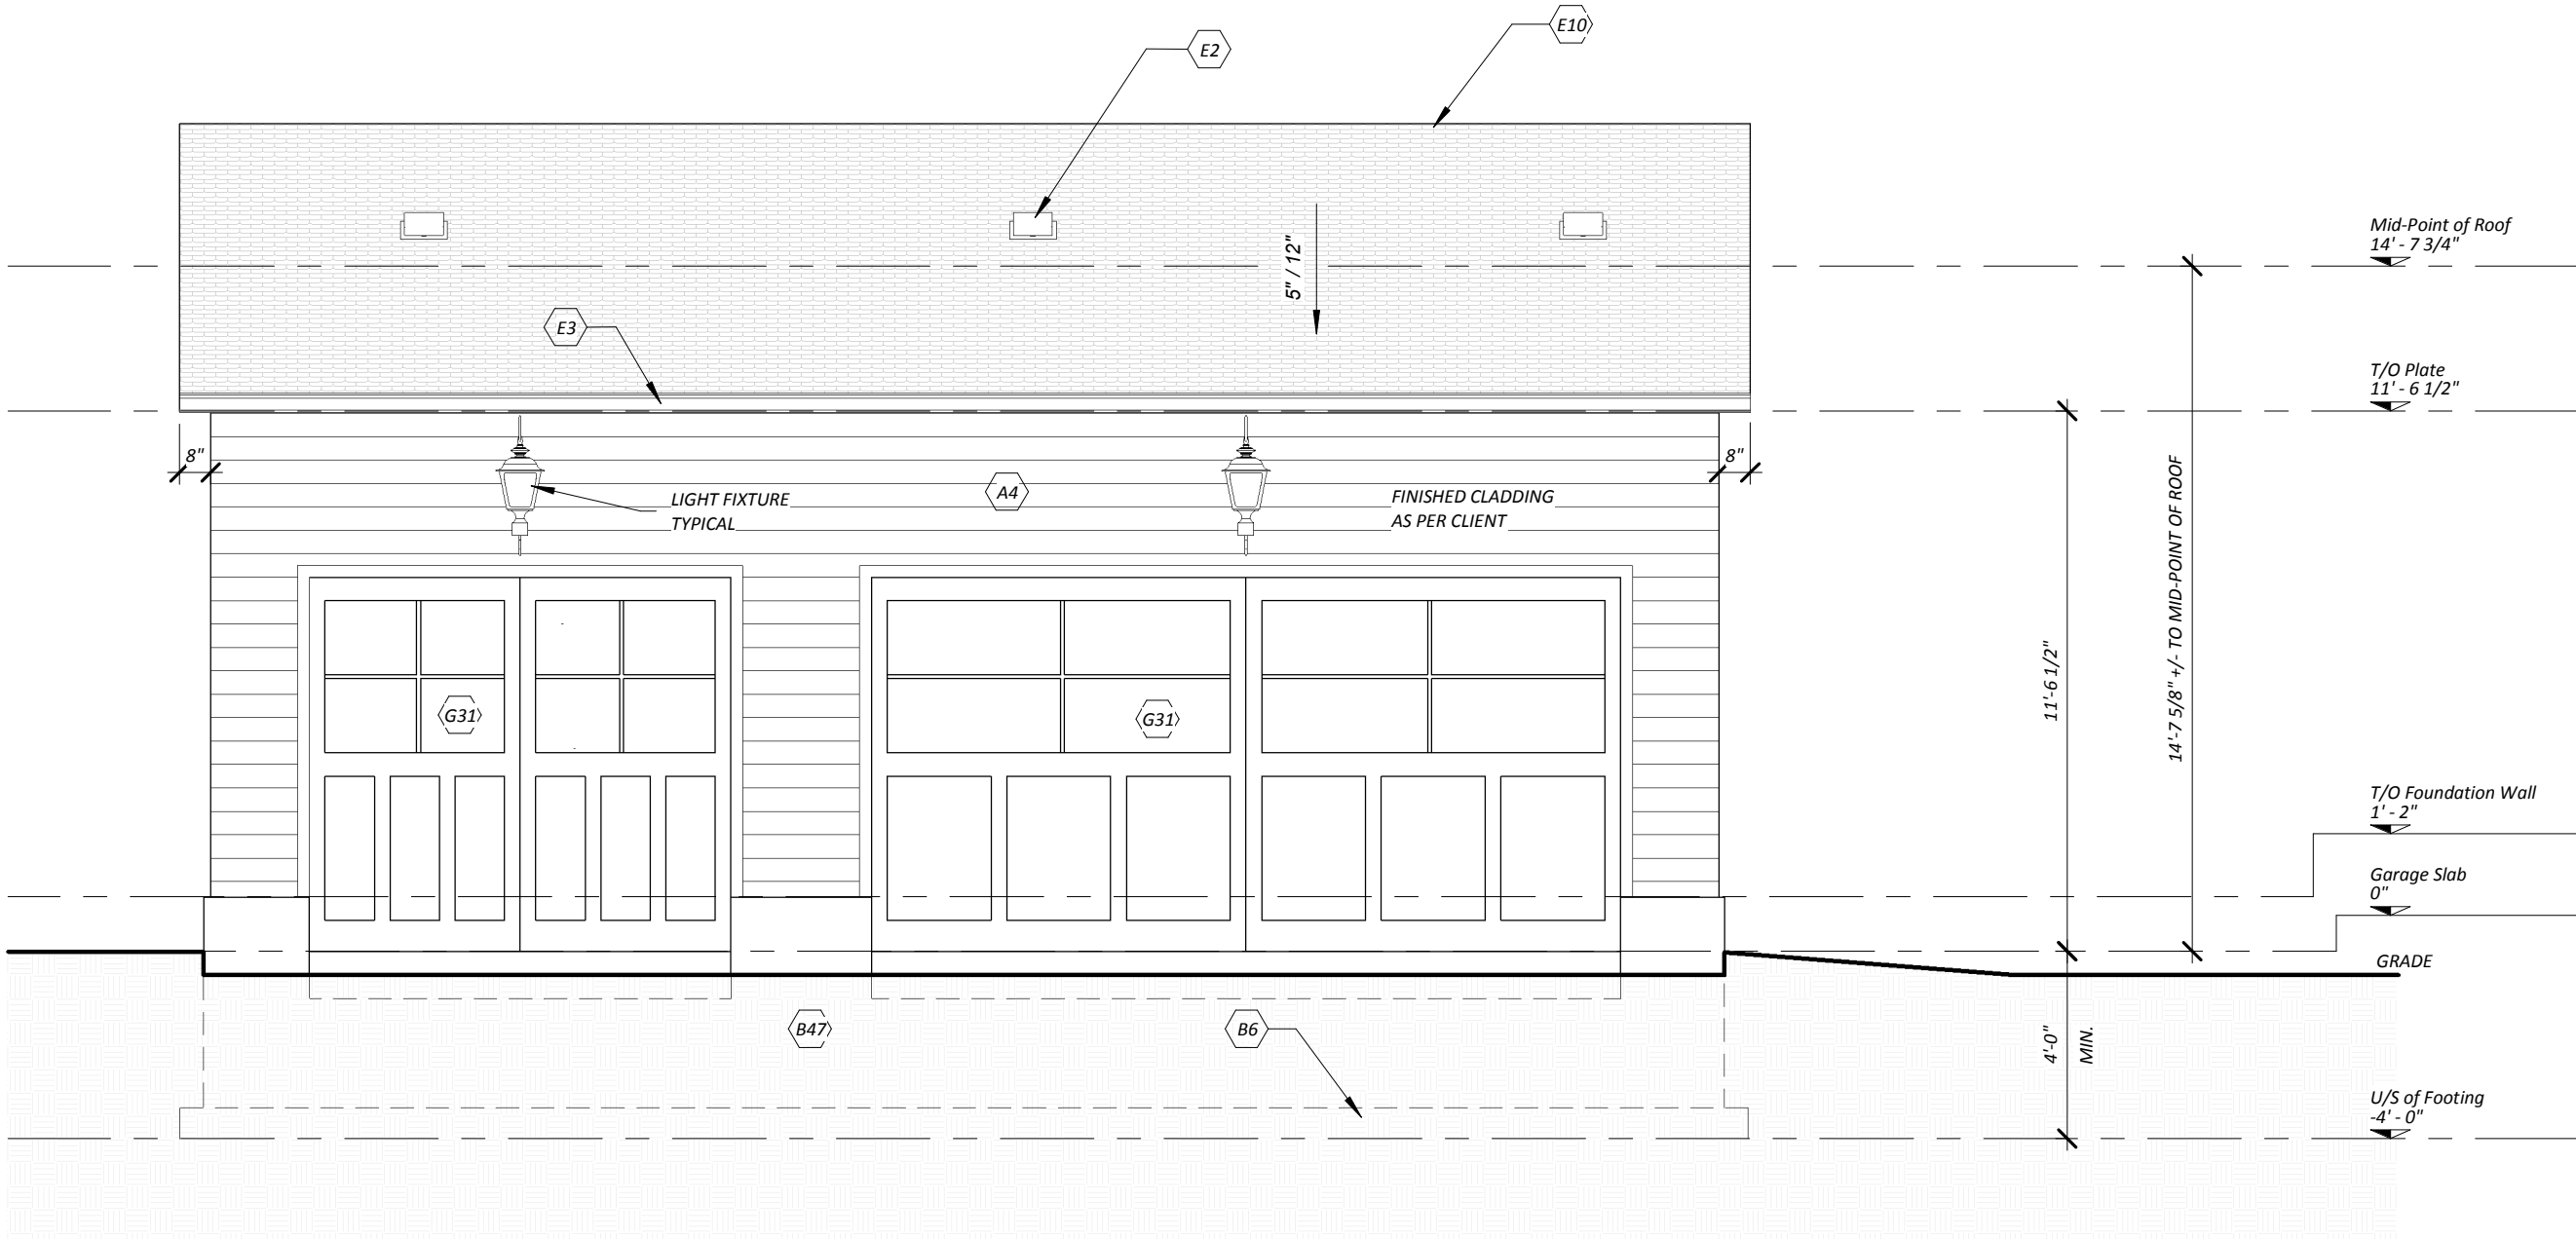 E10
E2
Mid-Point of Roof
14' - 7 3/4"
5" / 12"
E3
T/O Plate
11' - 6 1/2"
8"
8"
A4
LIGHT FIXTURE
TYPICAL
FINISHED CLADDING
AS PER CLIENT
14'-7 5/8" +/- TO MID-POINT OF ROOF
11'-6 1/2"
G31
G31
T/O Foundation Wall
1' - 2"
Garage Slab
0"
GRADE
B47
B6
4'-0"
MIN.
U/S of Footing
-4' - 0"